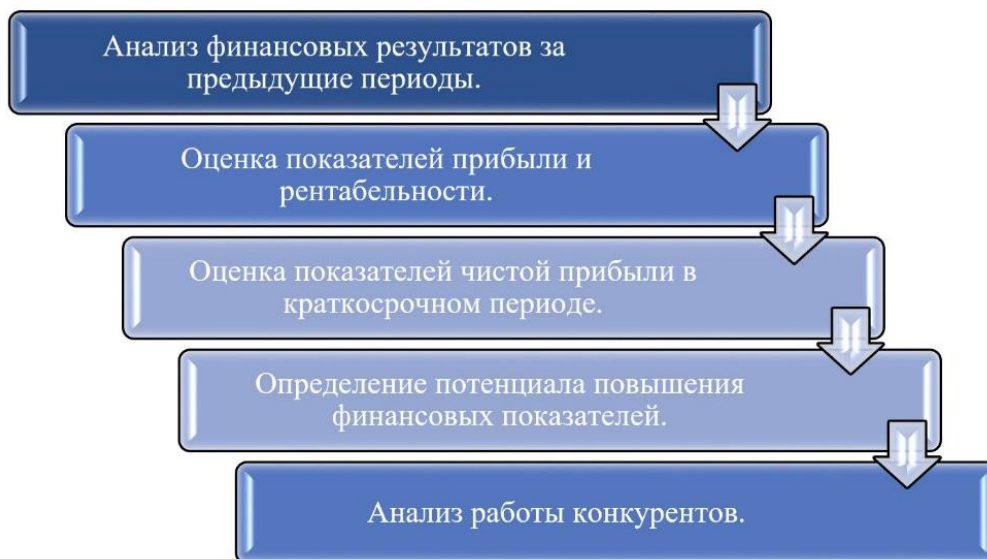 Анализ финансовых результатов за
предыдущие периоды.
Оценка показателей прибыли и
рентабельности.
Оценка показателей чистой прибыли в
краткосрочном периоде.
Определение потенциала повышения
финансовых показателей.
Анализ работы конкурентов.